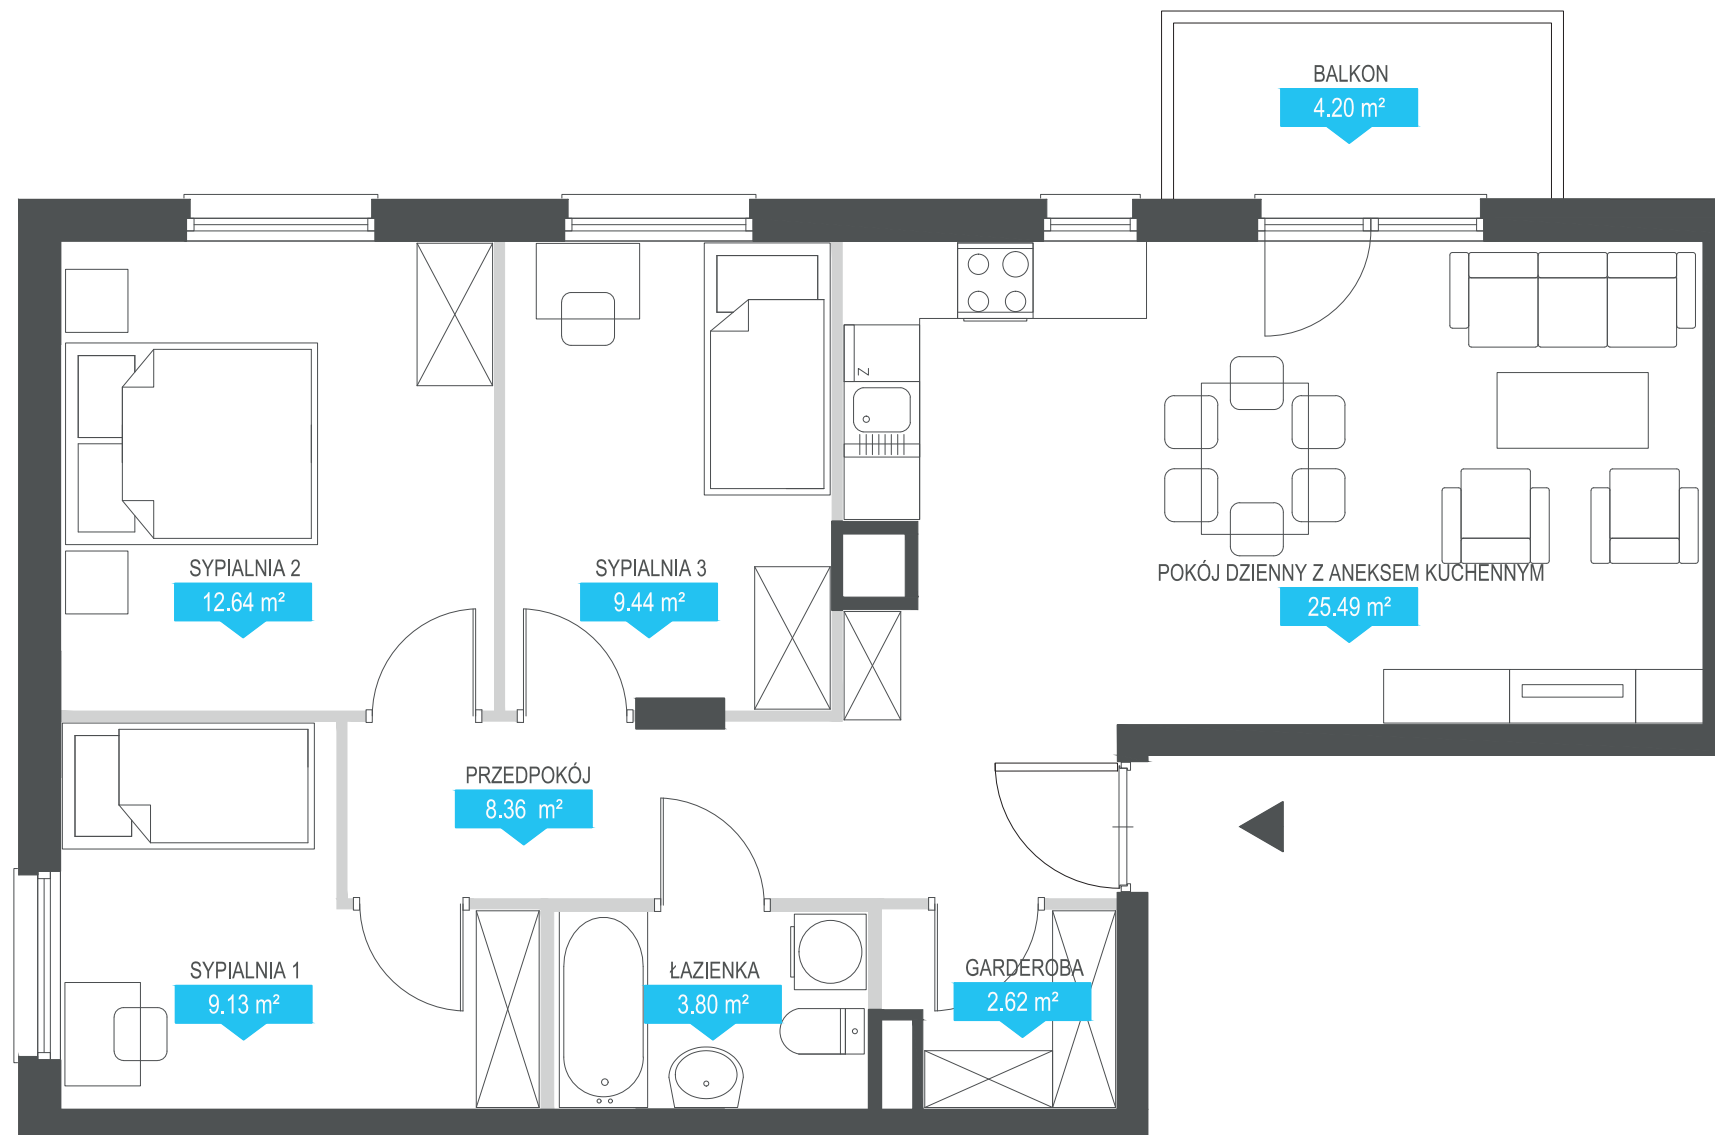 BALKON
4.20 m²
SYPIALNIA 2
12.64 m²
SYPIALNIA 3
9.44 m²
Z
POKÓJ DZIENNY Z ANEKSEM KUCHENNYM
25.49 m²
PRZEDPOKÓJ
8.36 m²
SYPIALNIA 1
9.13 m²
ŁAZIENKA
3.80 m²
GARDEROBA
2.62 m²